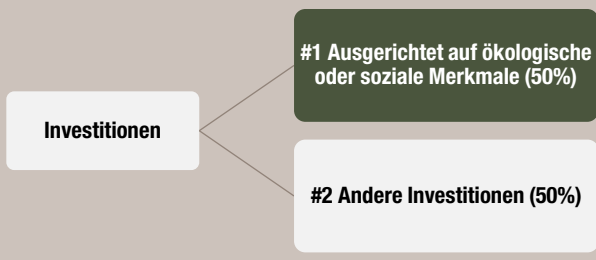 #1 Ausgerichtet auf ökologische
oder soziale Merkmale (50%)
Investitionen
#2 Andere Investitionen (50%)